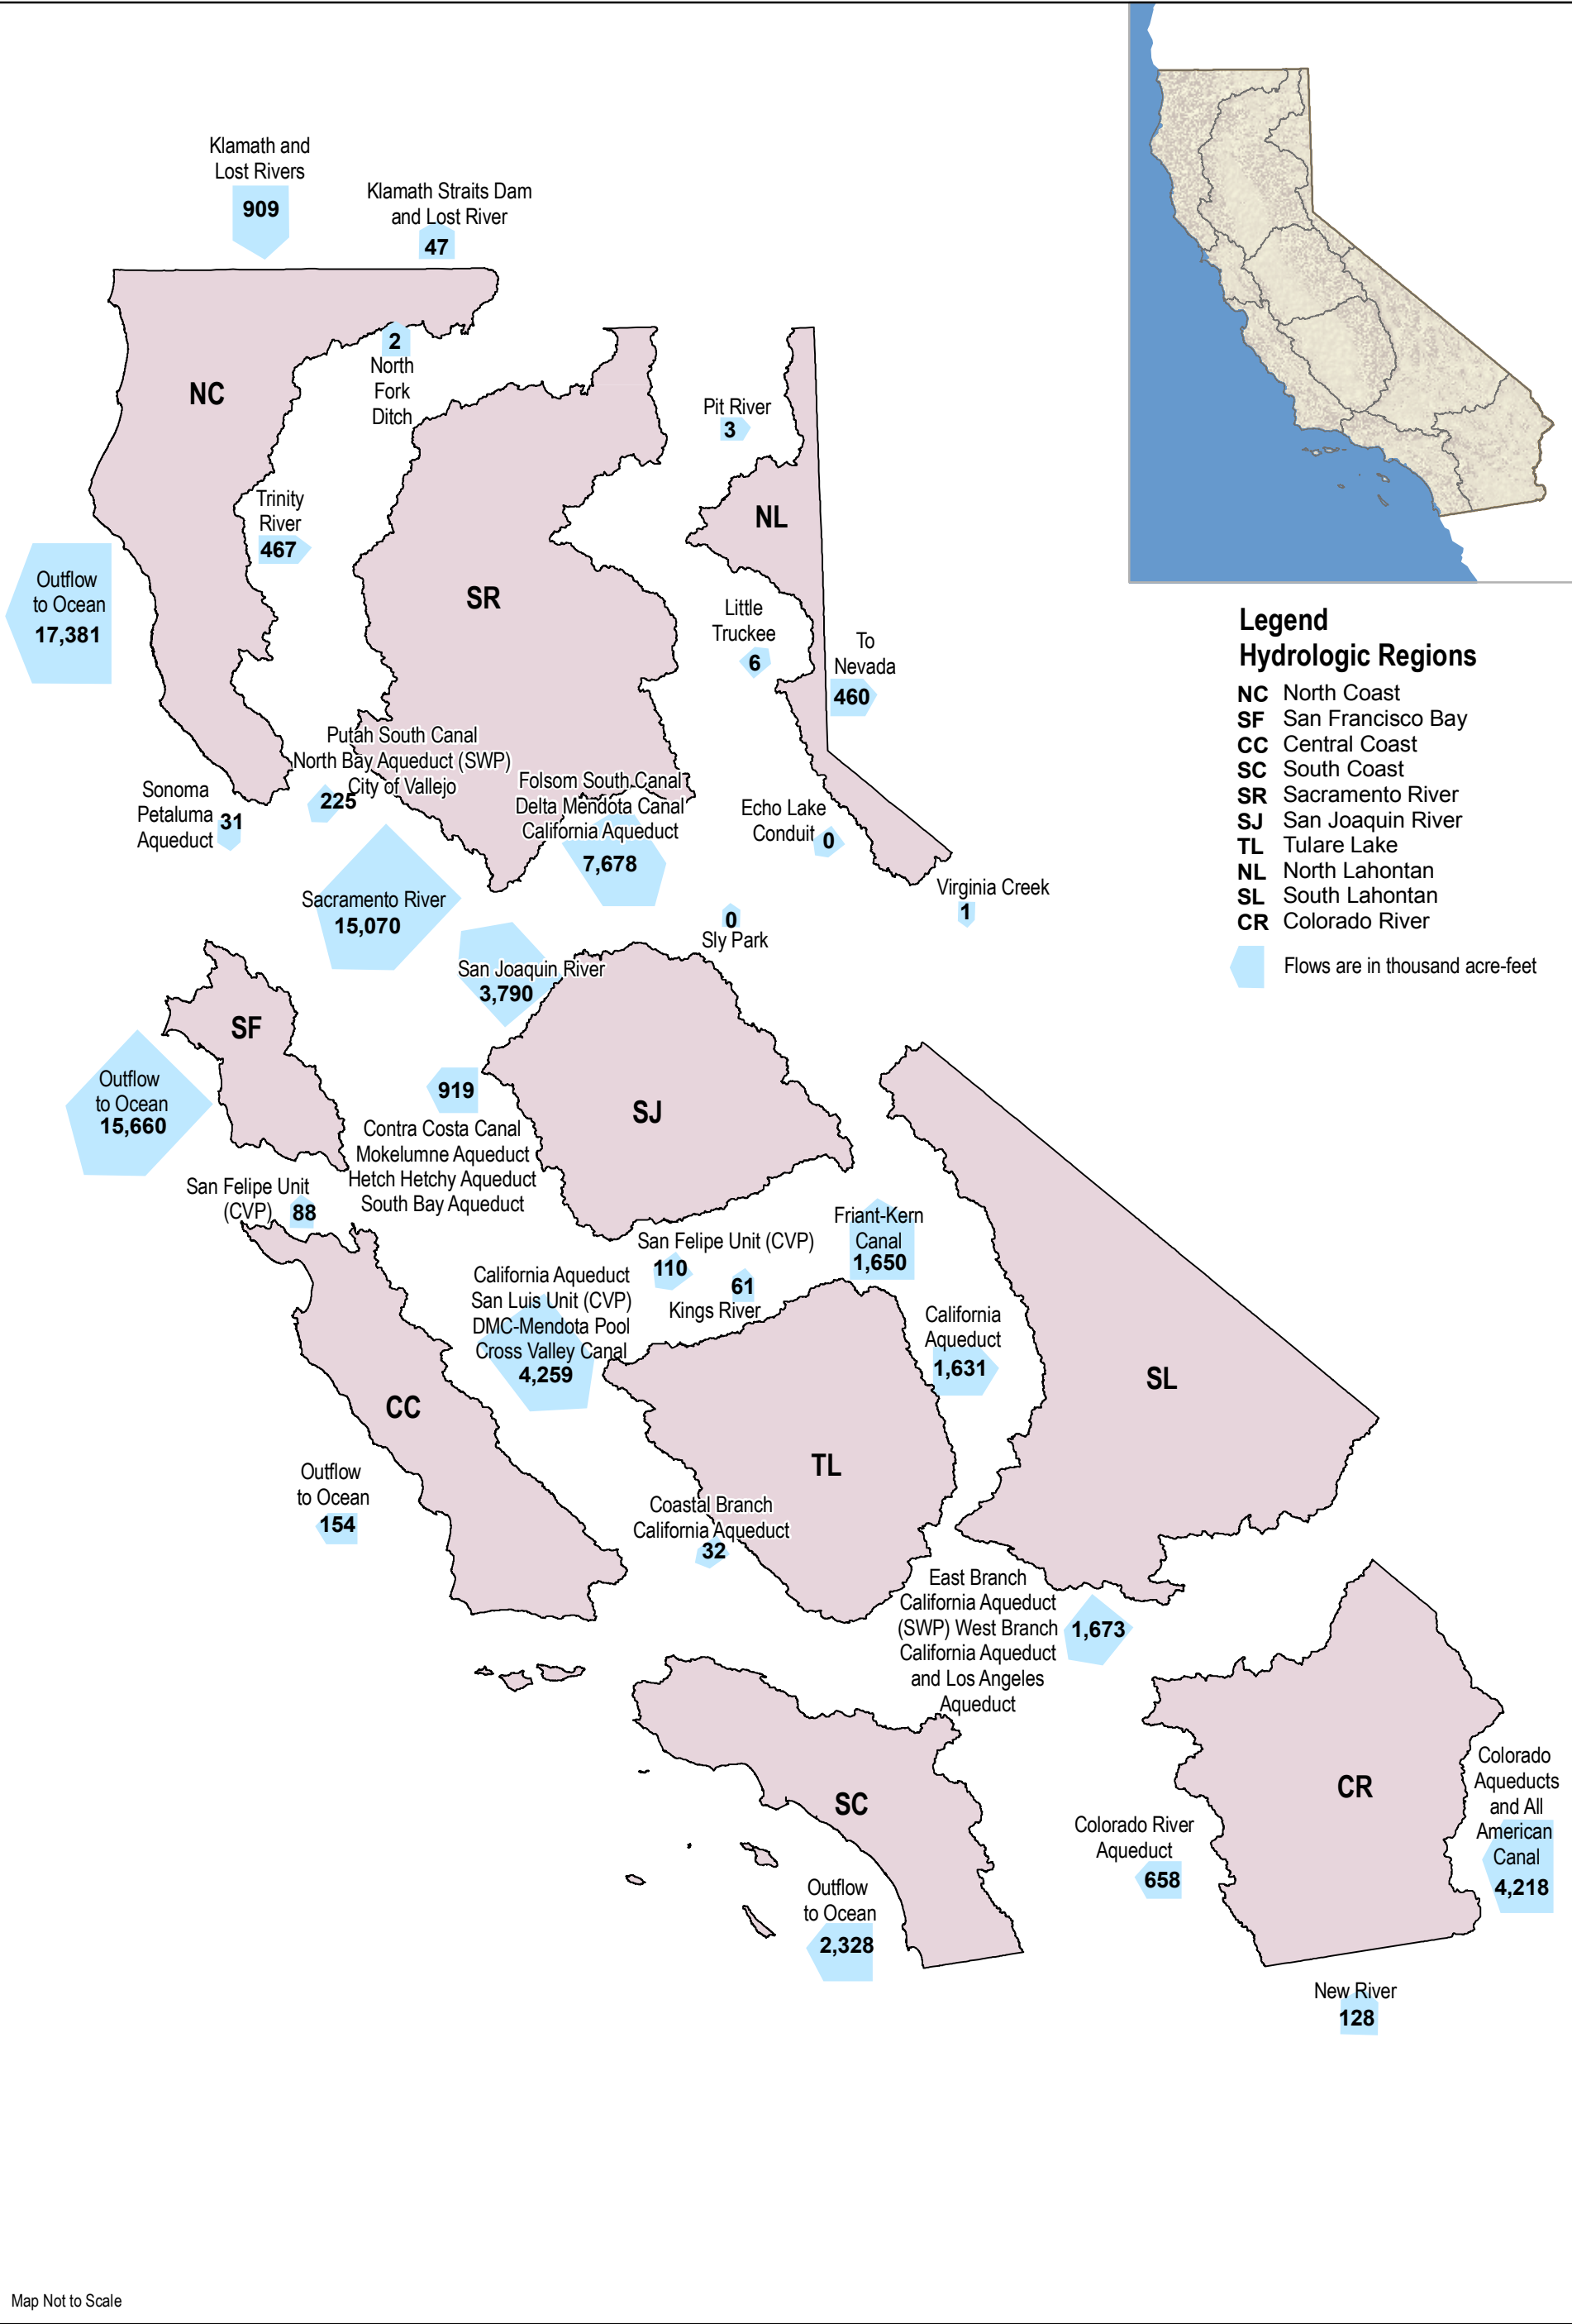 Klamath and
Lost Rivers
909
Klamath Straits Dam
and Lost River
47
NC
2
North
Fork
Ditch
Pit River
3
Trinity
River
467
NL
Outflow
to Ocean
17,381
SR
Little
Truckee
6
To
Nevada
460
Putah South Canal
North Bay Aqueduct (SWP)
City of Vallejo
225
Folsom South Canal
Delta Mendota Canal
California Aqueduct
7,678
Sonoma
Petaluma
Aqueduct
31
Echo Lake
Conduit
0
Virginia Creek
1
Sacramento River
15,070
0
Sly Park
San Joaquin River
3,790
Legend
Hydrologic Regions
NC North Coast
SF San Francisco Bay
CC Central Coast
SC South Coast
SR Sacramento River
SJ San Joaquin River
TL Tulare Lake
NL North Lahontan
SL South Lahontan
CR Colorado River
Flows are in thousand acre-feet
SF
Outflow
to Ocean
15,660
919
Contra Costa Canal
Mokelumne Aqueduct
Hetch Hetchy Aqueduct
South Bay Aqueduct
SJ
San Felipe Unit
(CVP)
88
San Felipe Unit (CVP)
110
61
Kings River
Friant-Kern
Canal
1,650
California Aqueduct
San Luis Unit (CVP)
DMC-Mendota Pool
Cross Valley Canal
4,259
California
Aqueduct
1,631
SL
CC
TL
Outflow
to Ocean
154
Coastal Branch
California Aqueduct
32
East Branch
California Aqueduct
(SWP) West Branch
California Aqueduct
and Los Angeles
Aqueduct
1,673
SC
CR
Colorado
Aqueducts
and All
American
Canal
4,218
Colorado River
Aqueduct
658
Outflow
to Ocean
2,328
New River
128
Map Not to Scale